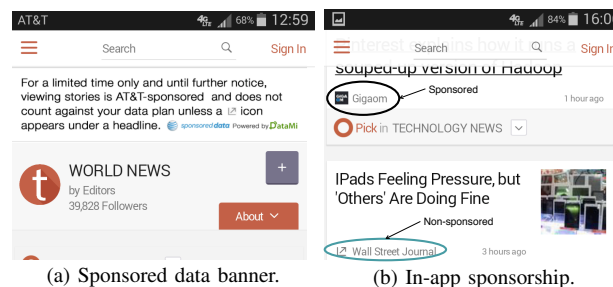 AT&T 4G LTE 68% 12:59
Search Sign In
For a limited time only and until further notice,
viewing stories is AT&T-sponsored and does not
count against your data plan unless a icon
appears under a headline. sponsored data Powered by DataMi
t WORLD NEWS +
by Editors
39,828 Followers
About
(a) Sponsored data banner.
4G LTE 84% 16:0
Search Sign In
souped-up version of Hadoop
Gigaom Sponsored 1 hour ago
Pick in TECHNOLOGY NEWS
IPads Feeling Pressure, but
'Others' Are Doing Fine
Non-sponsored
Wall Street Journal 3 hours ago
(b) In-app sponsorship.